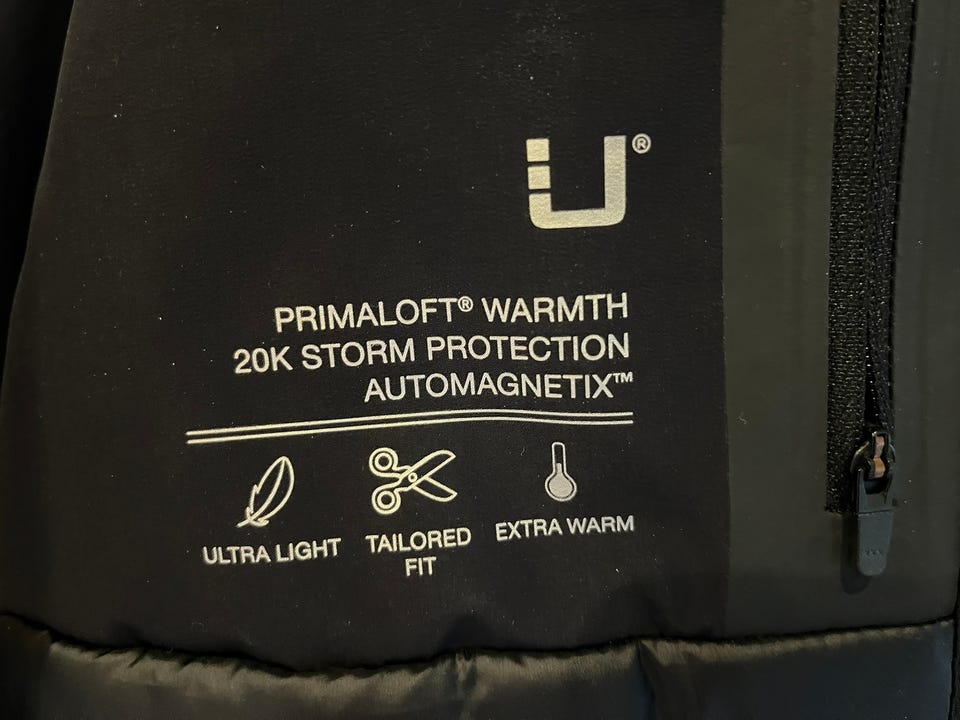 U®
PRIMALOFT® WARMTH
20K STORM PROTECTION
AUTOMAGNETIX™
ULTRA LIGHT
TAILORED
FIT
EXTRA WARM